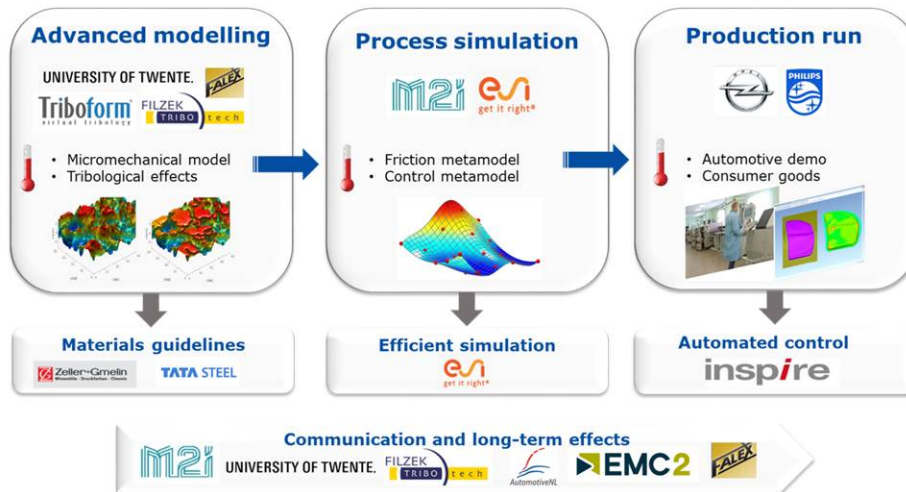 Advanced modelling
UNIVERSITY OF TWENTE.
FALEX
Triboform
virtual tribology
FILZEK
TRIBO tech
• Micromechanical model
• Tribological effects
Process simulation
M2i
esi
get it right®
• Friction metamodel
• Control metamodel
Production run
OPEL
PHILIPS
• Automotive demo
• Consumer goods
Materials guidelines
Zeller+Gmelin
TATA STEEL
Efficient simulation
esi
get it right®
Automated control
inspire
Communication and long-term effects
M2i
UNIVERSITY OF TWENTE.
FILZEK
TRIBO tech
AutomotiveNL
EMC2
FALEX